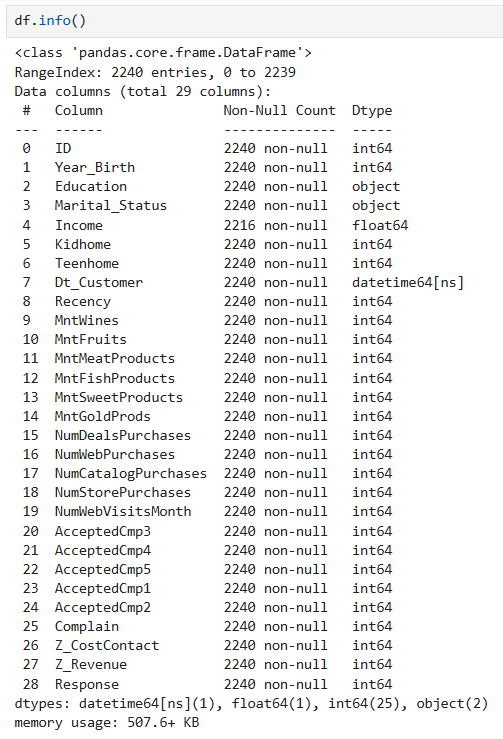 df.info()
<class 'pandas.core.frame.DataFrame'>
RangeIndex: 2240 entries, 0 to 2239
Data columns (total 29 columns):
 #   Column               Non-Null Count  Dtype
---  ------               --------------  -----
 0   ID                   2240 non-null   int64
 1   Year_Birth           2240 non-null   int64
 2   Education            2240 non-null   object
 3   Marital_Status       2240 non-null   object
 4   Income               2216 non-null   float64
 5   Kidhome              2240 non-null   int64
 6   Teenhome             2240 non-null   int64
 7   Dt_Customer          2240 non-null   datetime64[ns]
 8   Recency              2240 non-null   int64
 9   MntWines             2240 non-null   int64
 10  MntFruits            2240 non-null   int64
 11  MntMeatProducts      2240 non-null   int64
 12  MntFishProducts      2240 non-null   int64
 13  MntSweetProducts     2240 non-null   int64
 14  MntGoldProds         2240 non-null   int64
 15  NumDealsPurchases    2240 non-null   int64
 16  NumWebPurchases      2240 non-null   int64
 17  NumCatalogPurchases  2240 non-null   int64
 18  NumStorePurchases    2240 non-null   int64
 19  NumWebVisitsMonth    2240 non-null   int64
 20  AcceptedCmp3         2240 non-null   int64
 21  AcceptedCmp4         2240 non-null   int64
 22  AcceptedCmp5         2240 non-null   int64
 23  AcceptedCmp1         2240 non-null   int64
 24  AcceptedCmp2         2240 non-null   int64
 25  Complain             2240 non-null   int64
 26  Z_CostContact        2240 non-null   int64
 27  Z_Revenue            2240 non-null   int64
 28  Response             2240 non-null   int64
dtypes: datetime64[ns](1), float64(1), int64(25), object(2)
memory usage: 507.6+ KB